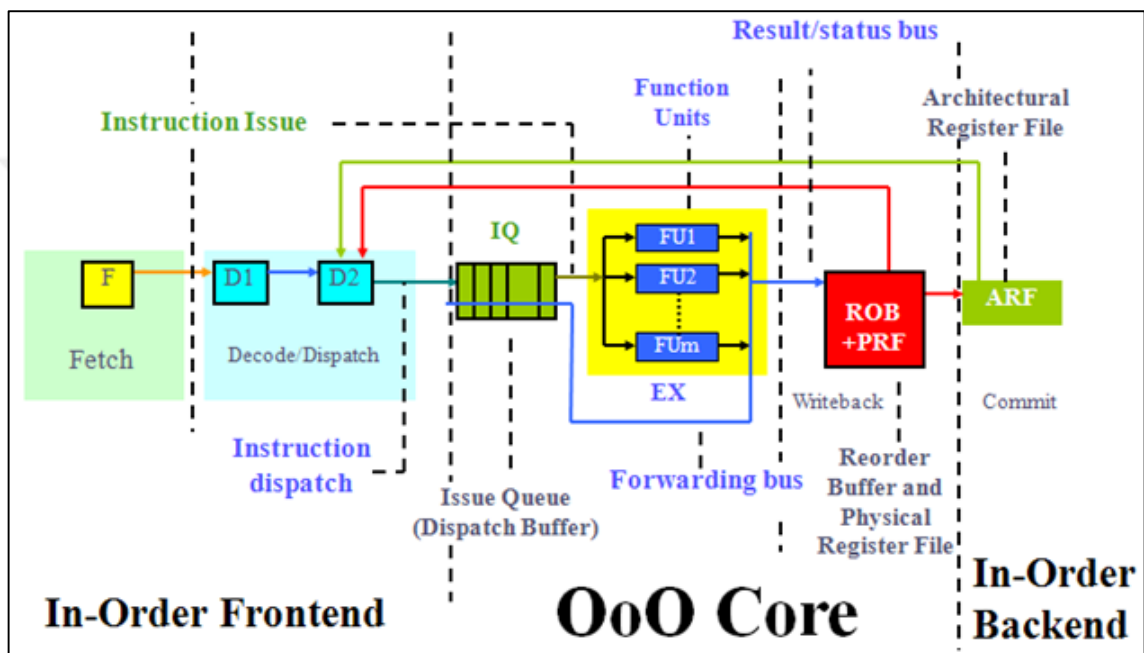 Result/status bus
Function
Units
Architectural
Register File
Instruction Issue
IQ
FU1
FU2
FUm
F
D1
D2
ROB
+PRF
ARF
Fetch
Decode/Dispatch
EX
Writeback
Commit
Instruction
dispatch
Issue Queue
(Dispatch Buffer)
Forwarding bus
Reorder
Buffer and
Physical
Register File
In-Order Frontend
OoO Core
In-Order
Backend